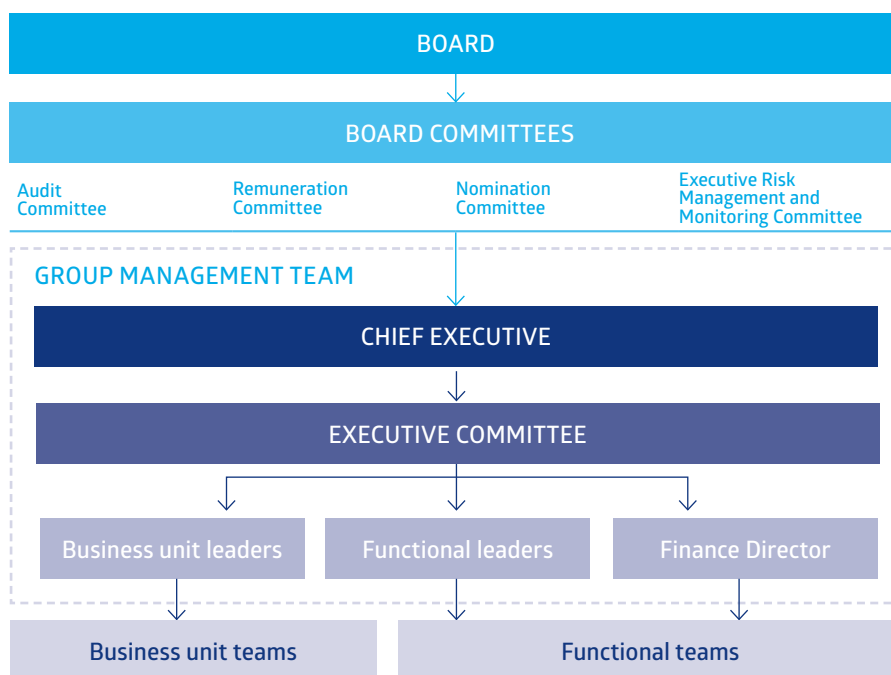 BOARD
BOARD COMMITTEES
Audit
Committee
Remuneration
Committee
Nomination
Committee
Executive Risk
Management and
Monitoring Committee
GROUP MANAGEMENT TEAM
CHIEF EXECUTIVE
EXECUTIVE COMMITTEE
Business unit leaders
Functional leaders
Finance Director
Business unit teams
Functional teams